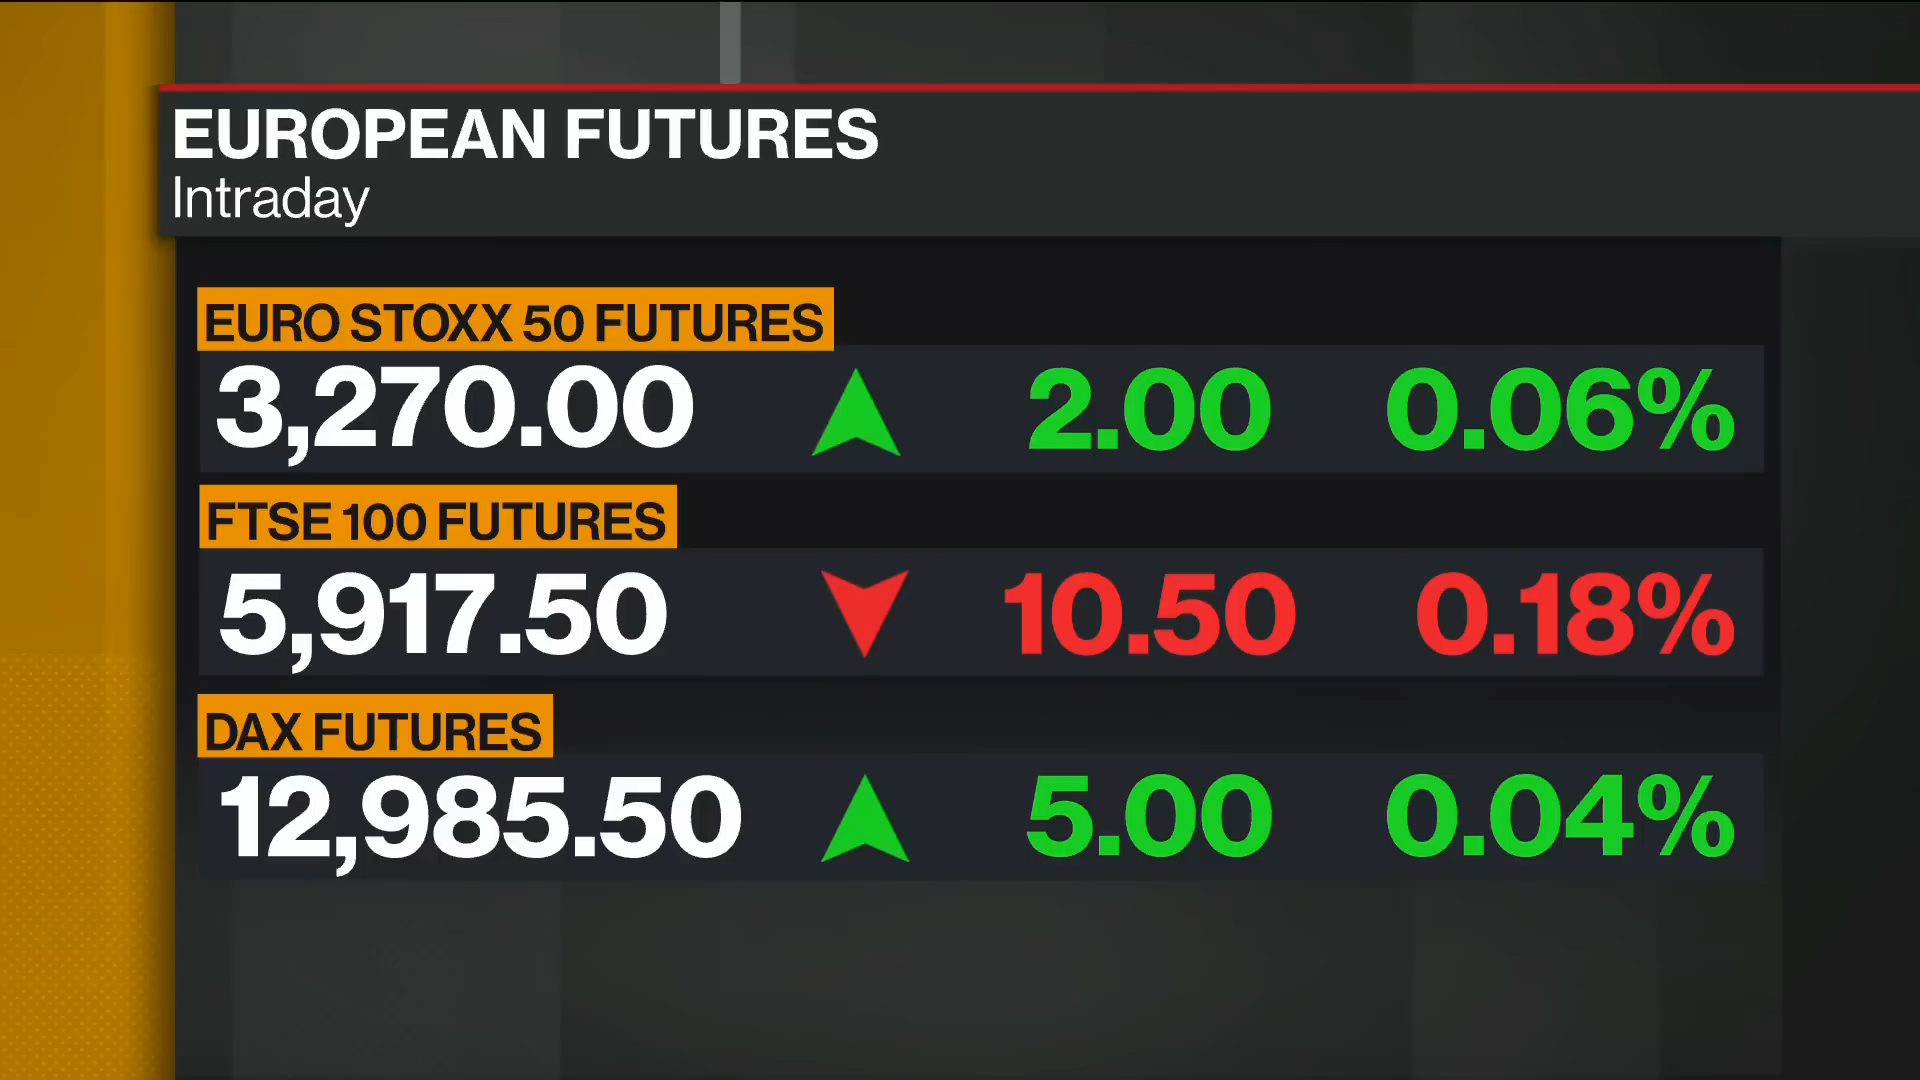 EUROPEAN FUTURES
Intraday
EURO STOXX 50 FUTURES
3,270.00 2.00 0.06%
FTSE 100 FUTURES
5,917.50 10.50 0.18%
DAX FUTURES
12,985.50 5.00 0.04%